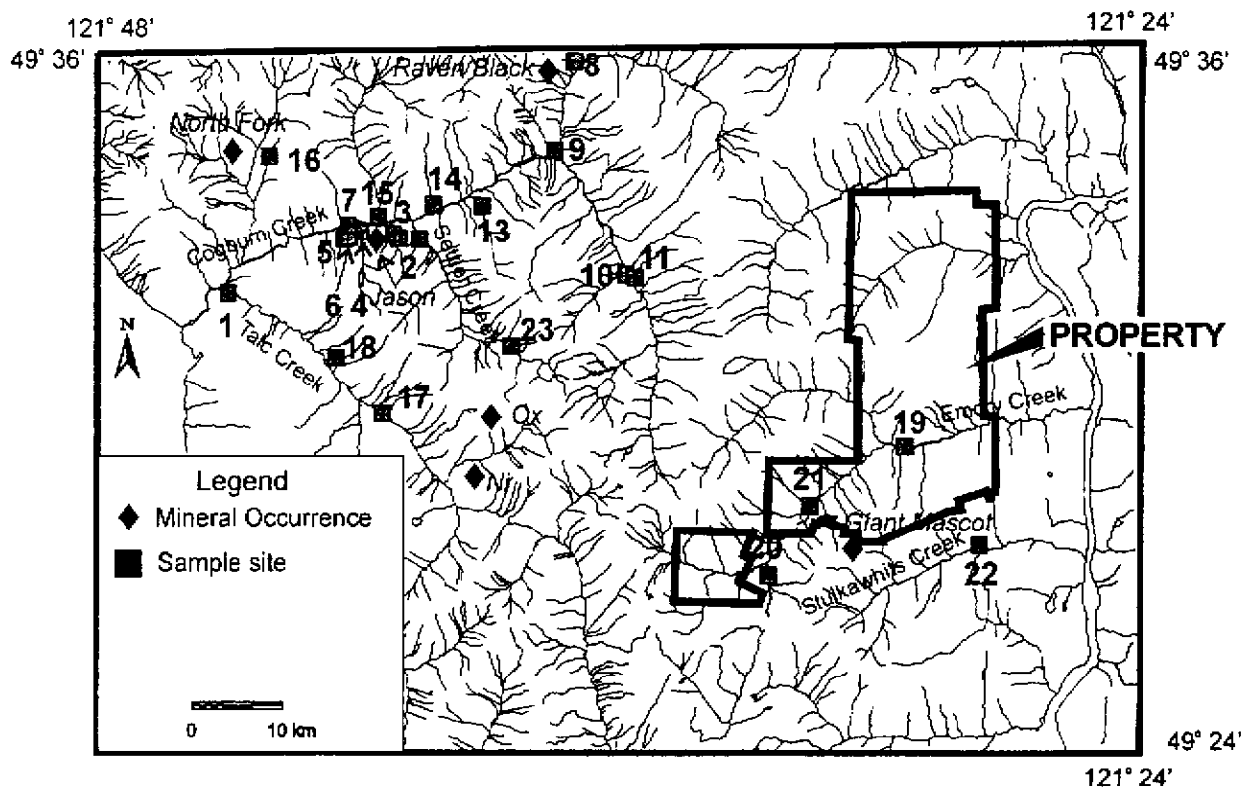 121° 48'
121° 24'
49° 36'
49° 36'
Raven Black
8
North Fork
16
9
7
15
3
14
13
Cogburn Creek
5
2
Settler Creek
10
11
6
4
Jason
1
Talc Creek
18
23
N
PROPERTY
17
Ox
19
Emory Creek
Ni
21
Giant Mascot
20
Stulkawhits Creek
22
Legend
Mineral Occurrence
Sample site
0
10 km
49° 24'
121° 24'